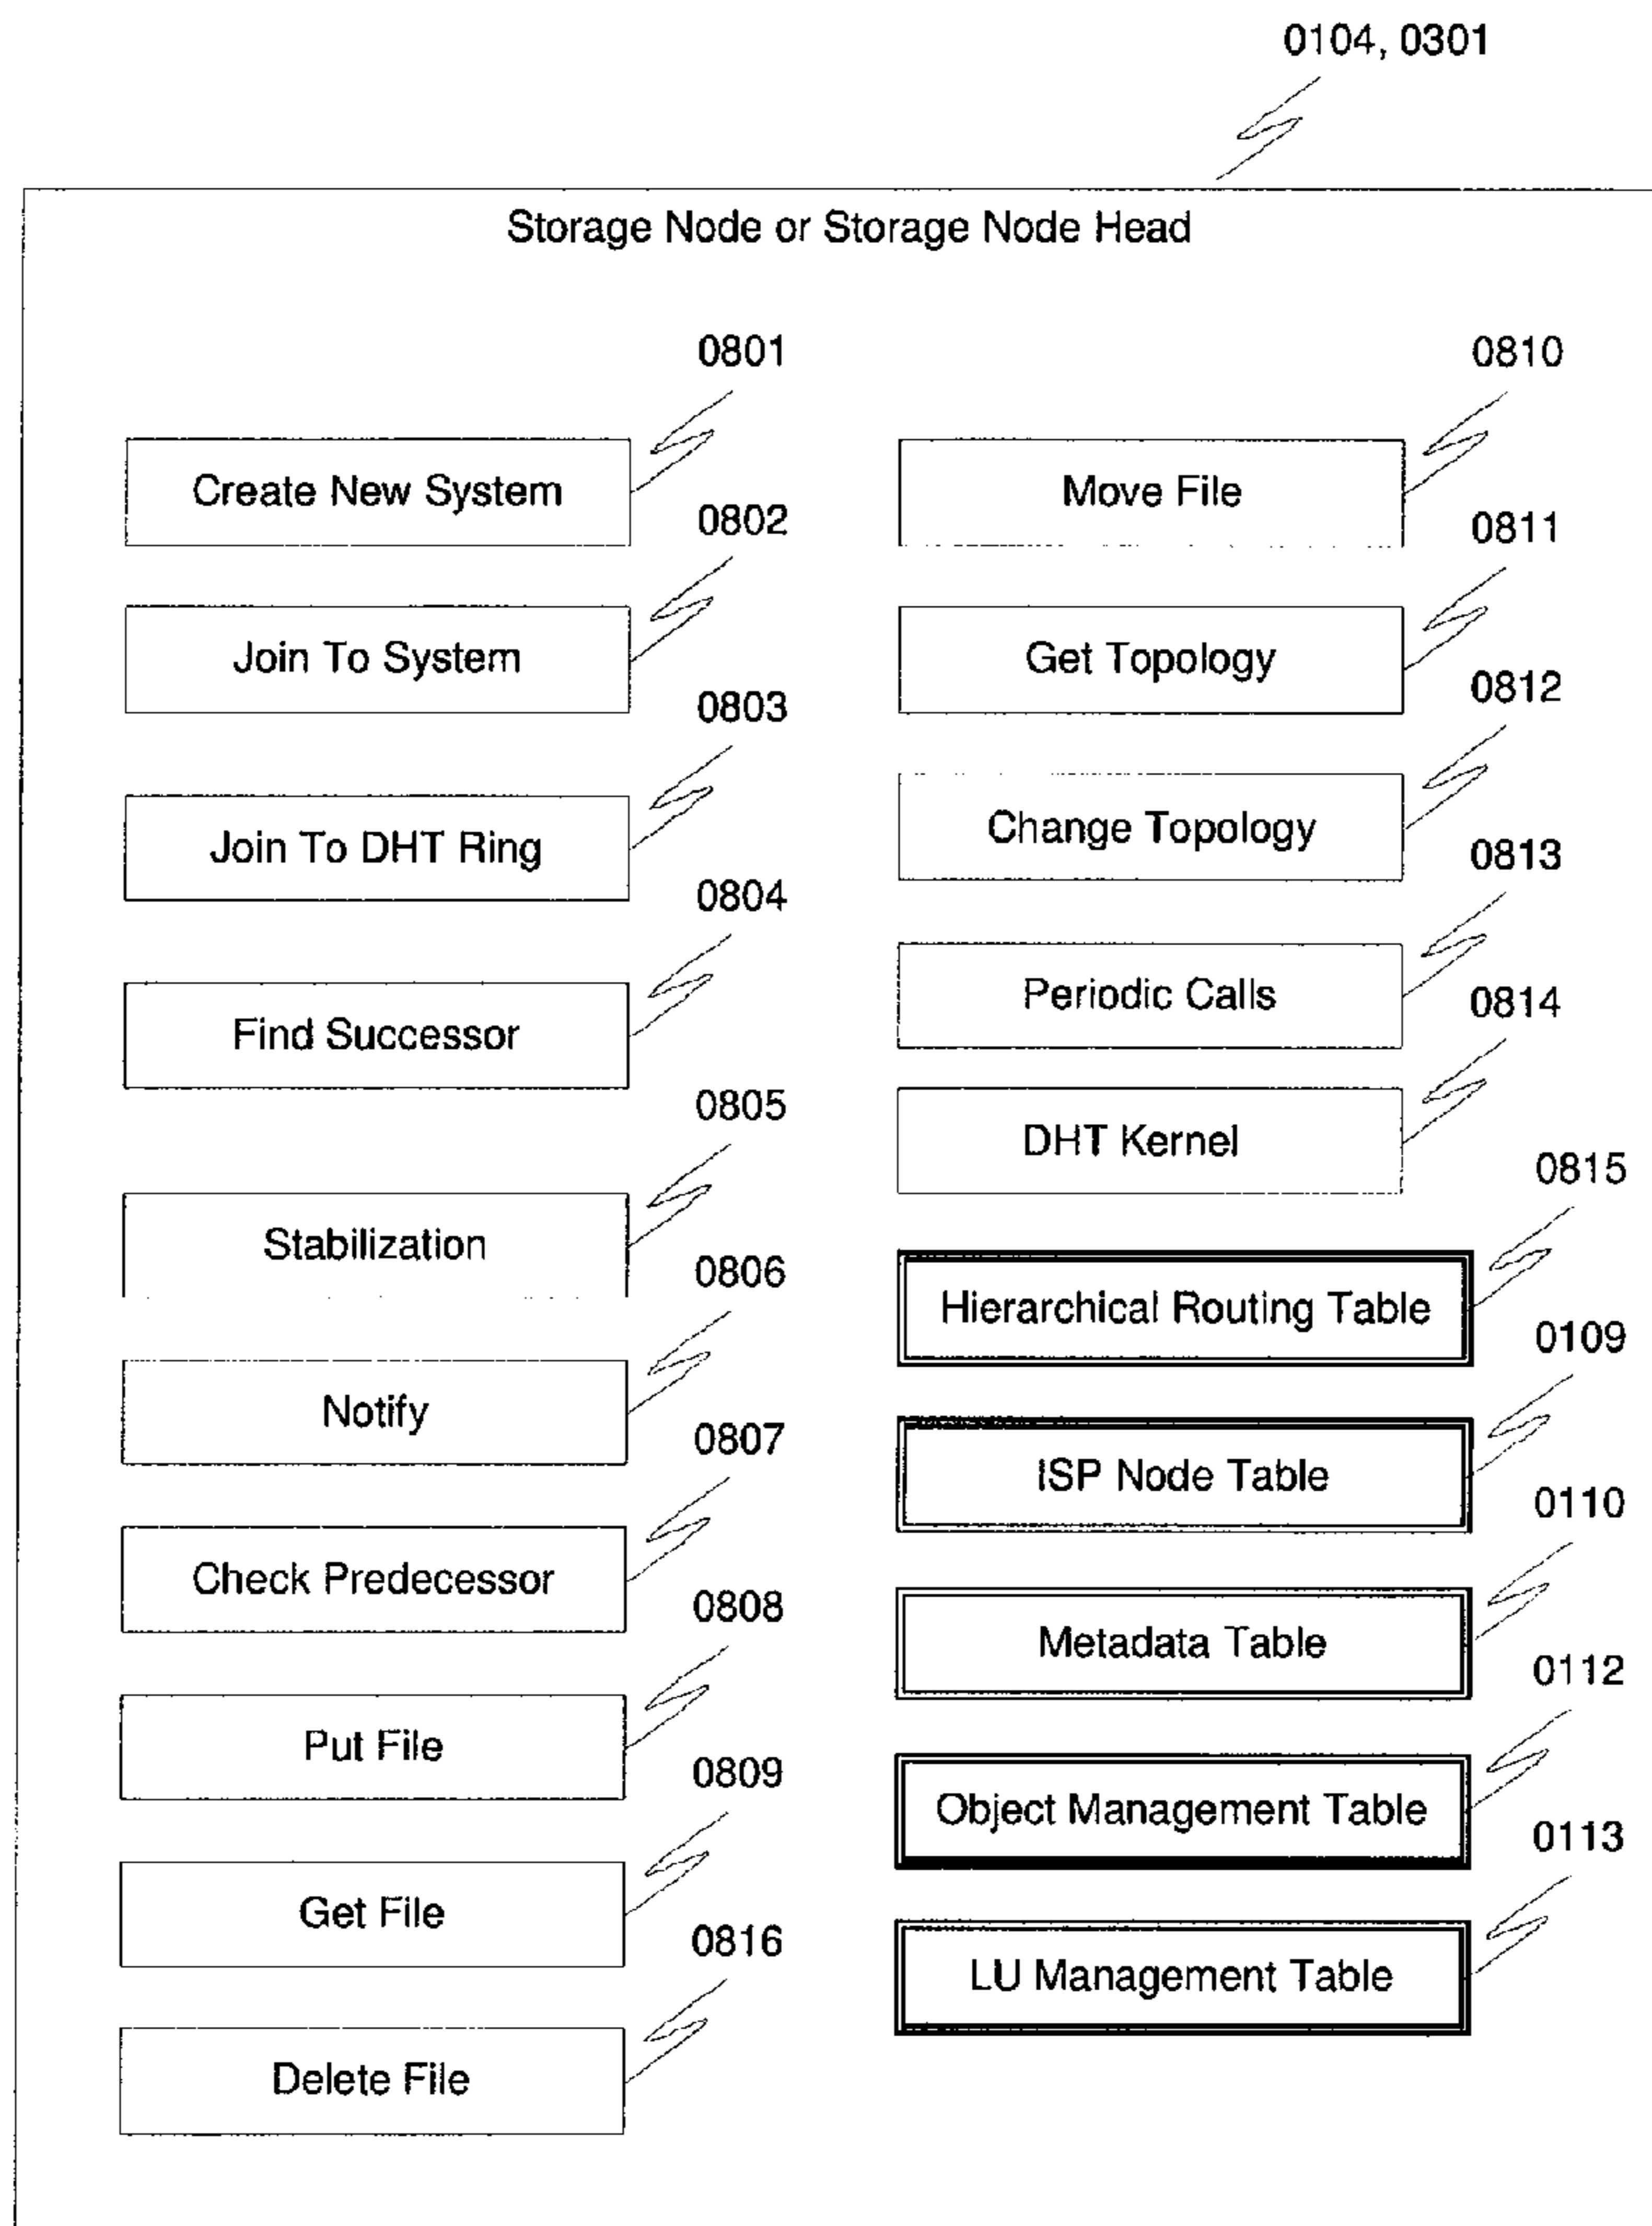 0104, 0301
Storage Node or Storage Node Head
0801
Create New System
0802
Join To System
0803
Join To DHT Ring
0804
Find Successor
0805
Stabilization
0806
Notify
0807
Check Predecessor
0808
Put File
0809
Get File
0816
Delete File
0810
Move File
0811
Get Topology
0812
Change Topology
0813
Periodic Calls
0814
DHT Kernel
0815
Hierarchical Routing Table
0109
ISP Node Table
0110
Metadata Table
0112
Object Management Table
0113
LU Management Table